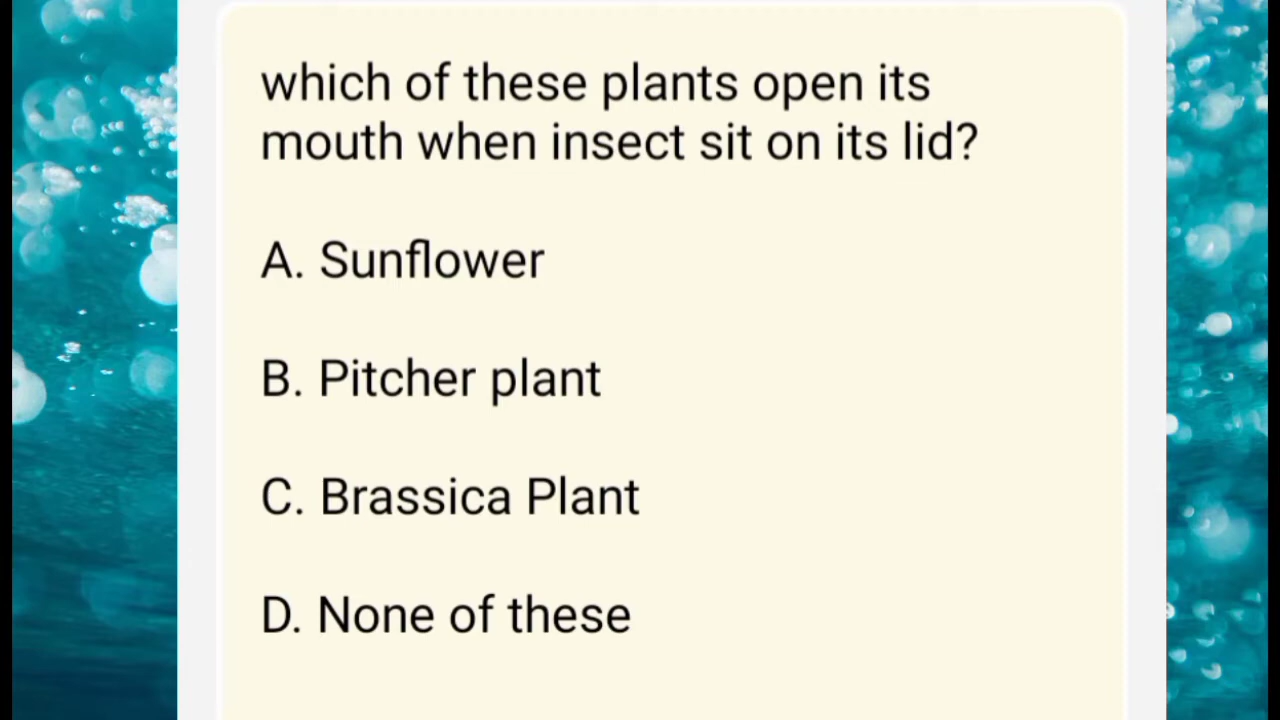 which of these plants open its
mouth when insect sit on its lid?
A. Sunflower
B. Pitcher plant
C. Brassica Plant
D. None of these